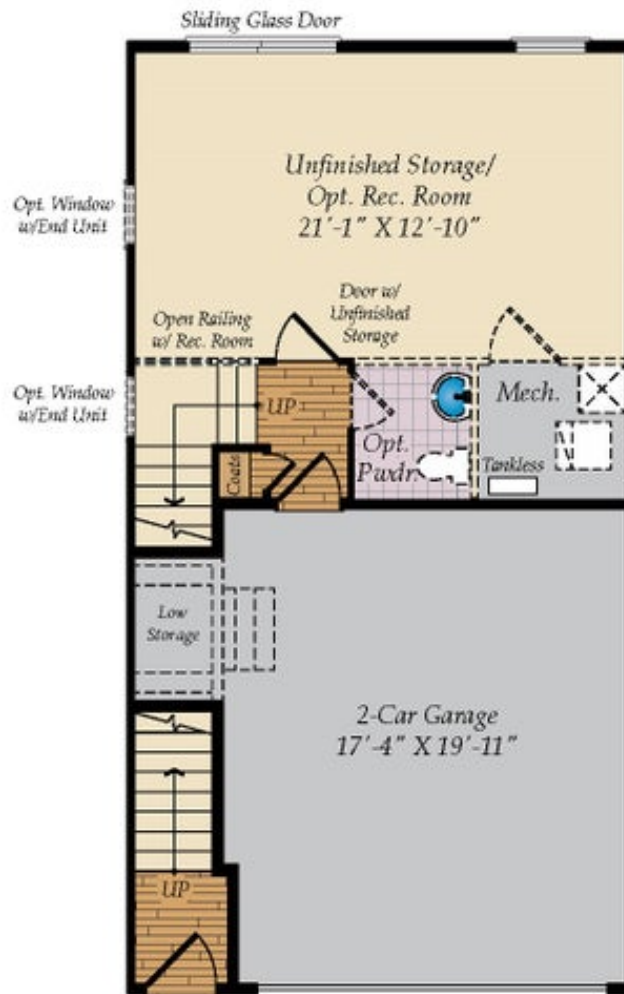 Sliding Glass Door
Unfinished Storage/
Opt. Rec. Room
21'-1" X 12'-10"
Opt. Window
w/End Unit
Door w/
Unfinished
Storage
Open Railing
w/ Rec. Room
Opt. Window
w/End Unit
UP
Mech.
Opt.
Pwdr.
Coats
Tankless
Low
Storage
2-Car Garage
17'-4" X 19'-11"
UP